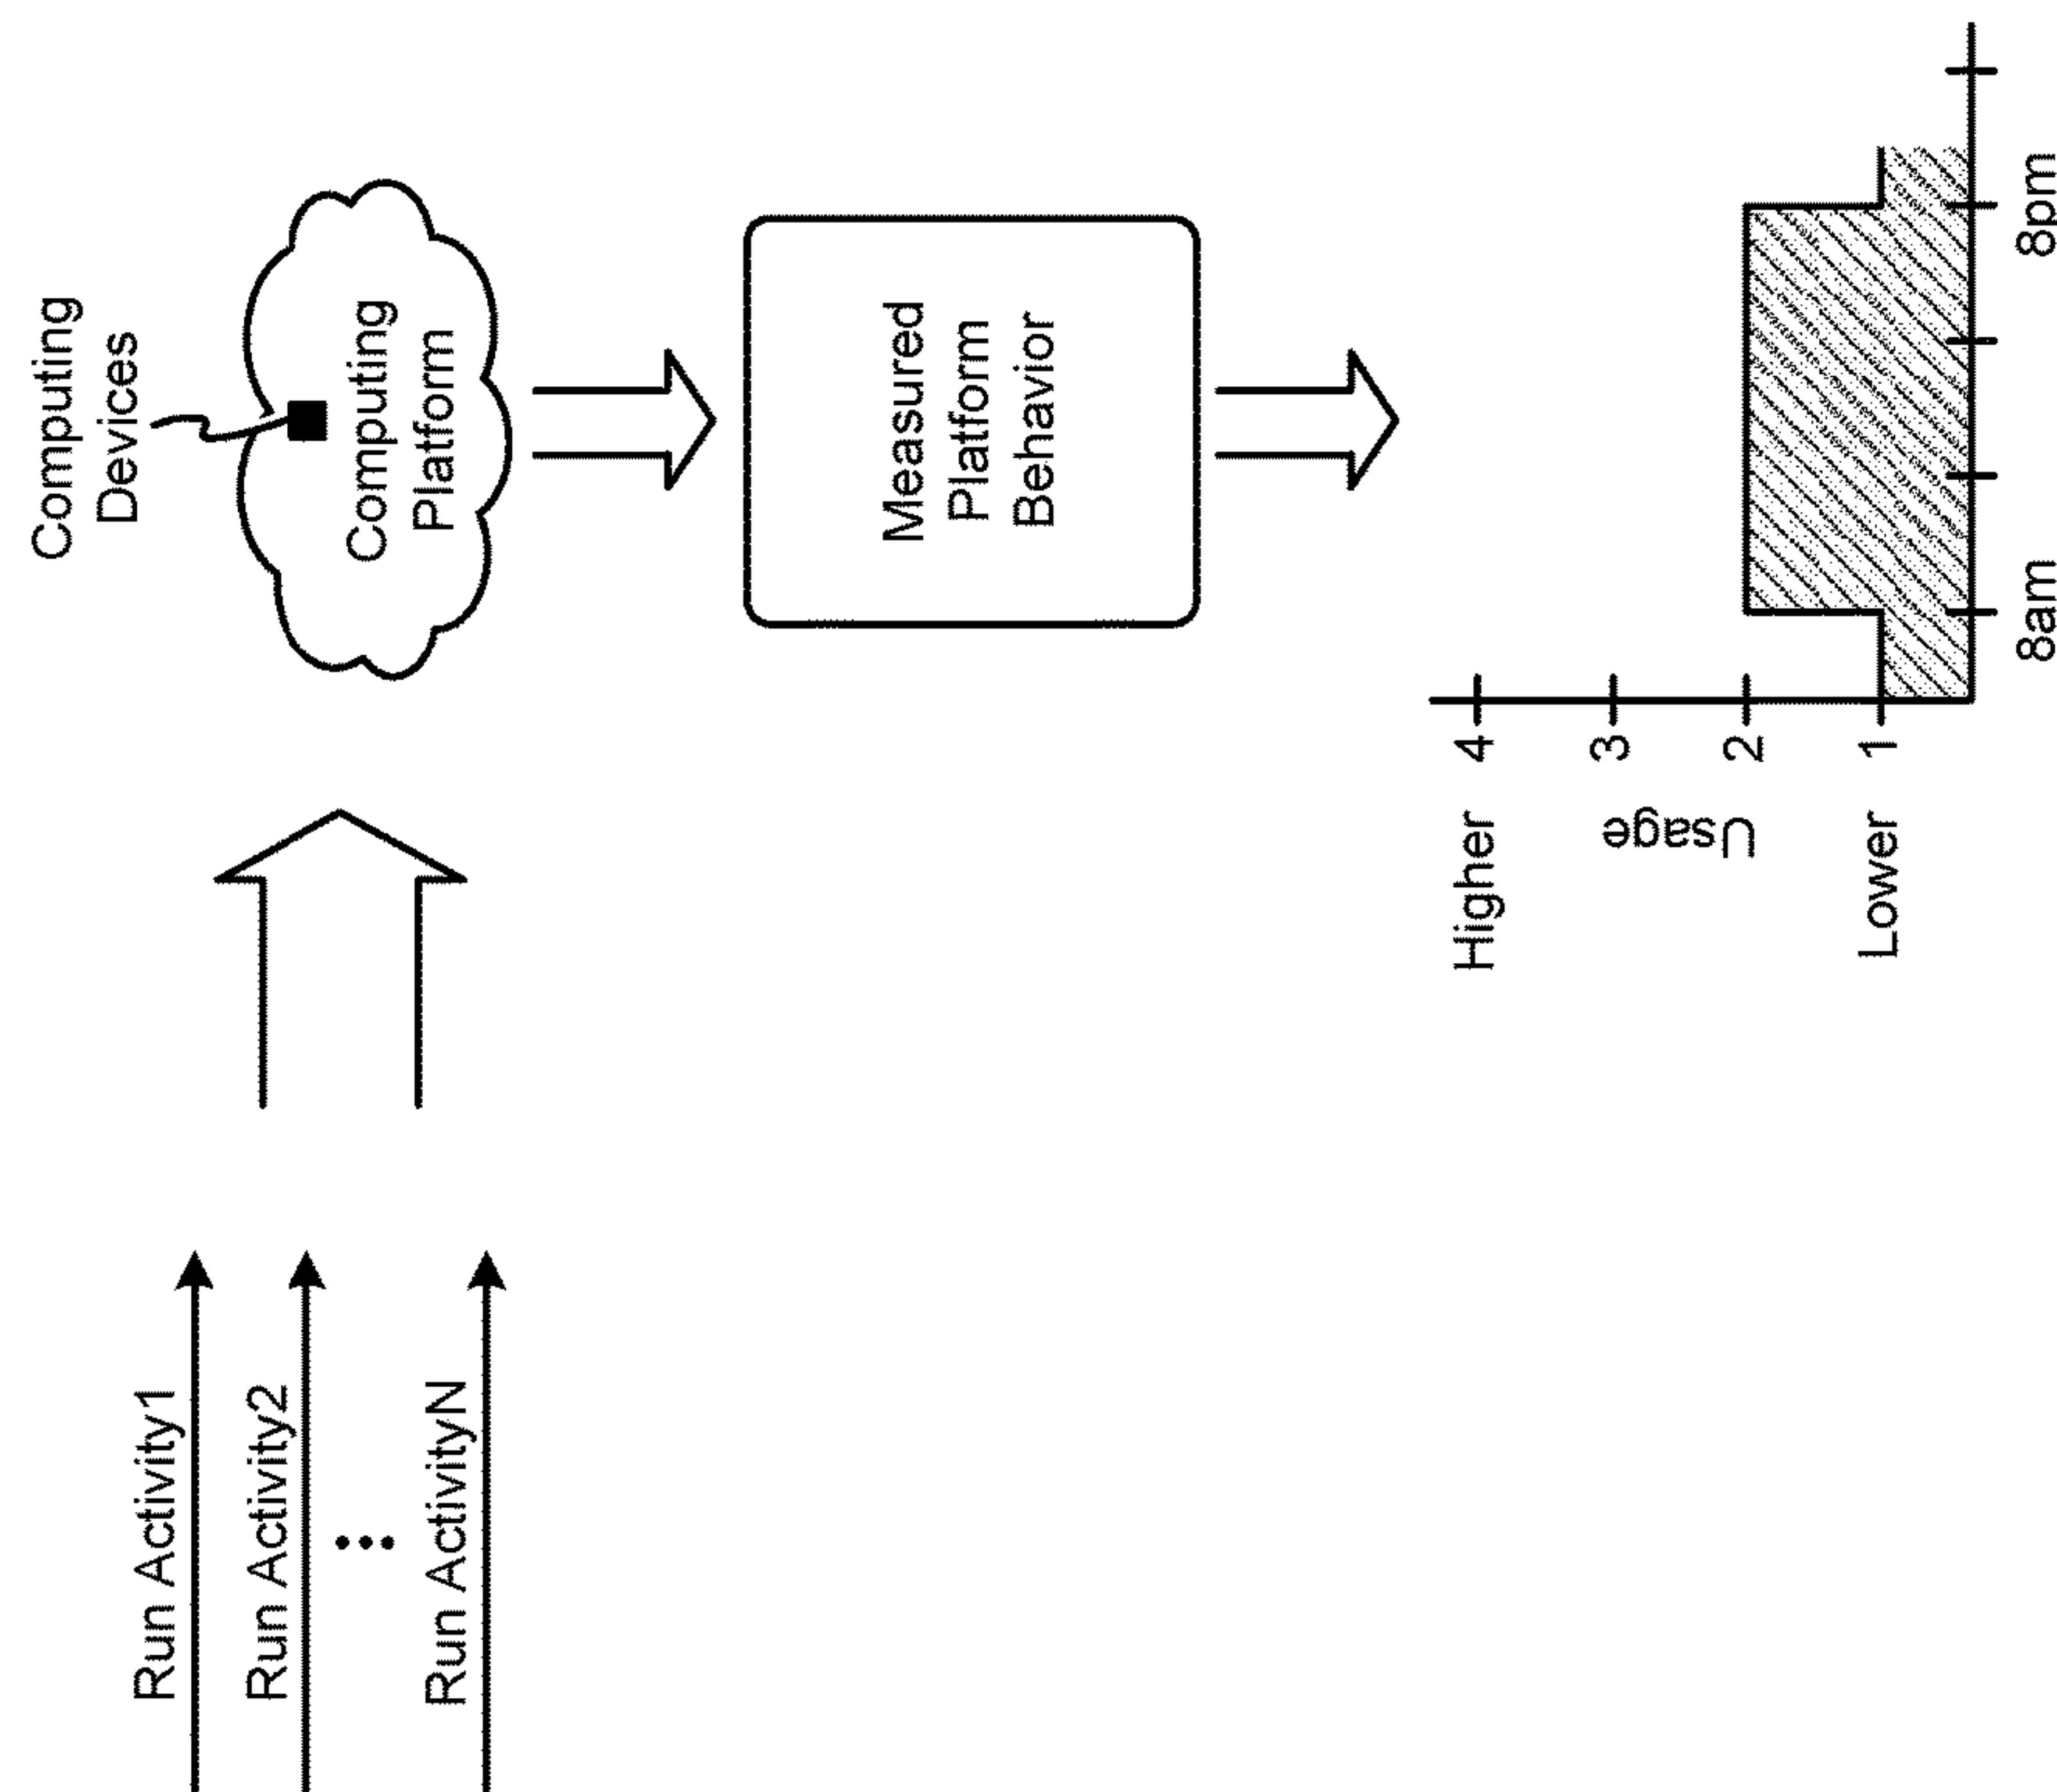 Run Activity1
Run Activity2
Run ActivityN
Computing
Devices
Computing
Platform
Measured
Platform
Behavior
Higher
Usage
Lower
4
3
2
1
8am
8pm